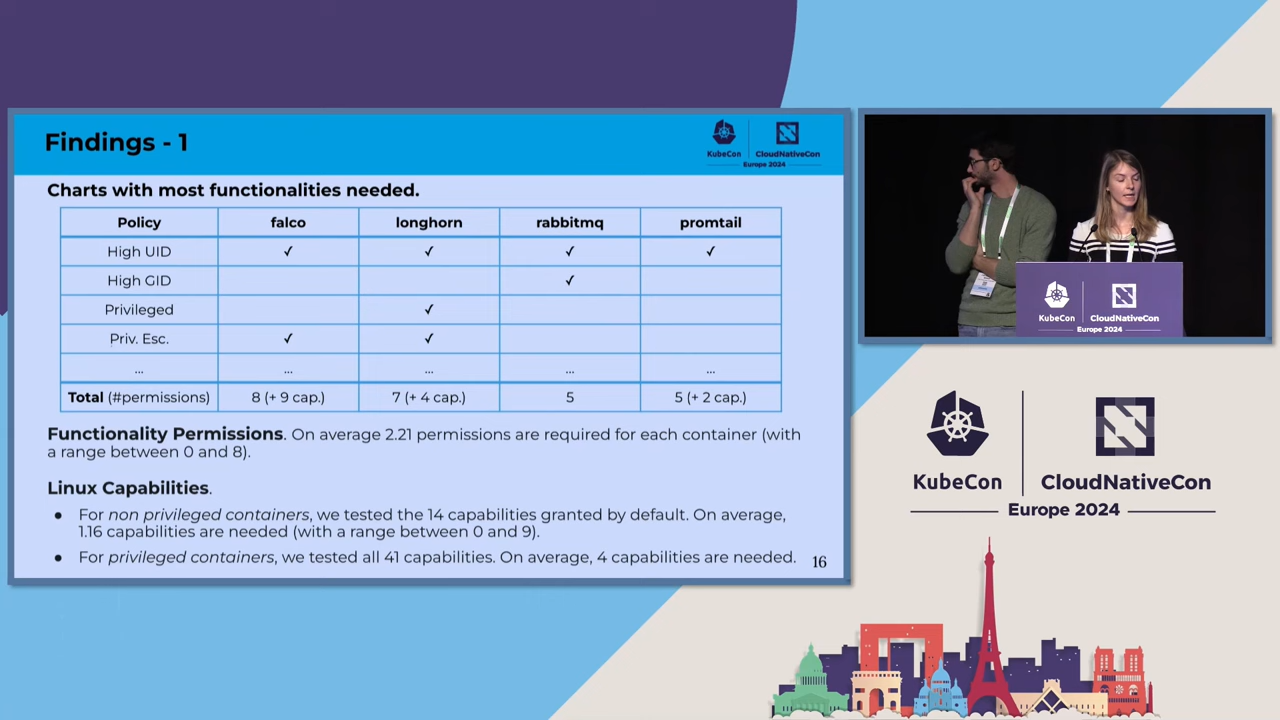 Findings - 1
KubeCon
CloudNativeCon
Europe 2024
Charts with most functionalities needed.
Policy falco longhorn rabbitmq promtail
High UID ✓ ✓ ✓ ✓
High GID ✓
Privileged ✓
Priv. Esc. ✓ ✓
... ... ... ... ...
Total (#permissions) 8 (+ 9 cap.) 7 (+ 4 cap.) 5 5 (+ 2 cap.)
Functionality Permissions. On average 2.21 permissions are required for each container (with
a range between 0 and 8).
Linux Capabilities.
• For non privileged containers, we tested the 14 capabilities granted by default. On average,
1.16 capabilities are needed (with a range between 0 and 9).
• For privileged containers, we tested all 41 capabilities. On average, 4 capabilities are needed.
16
KubeCon
CloudNativeCon
Europe 2024
KubeCon
CloudNativeCon
Europe 2024